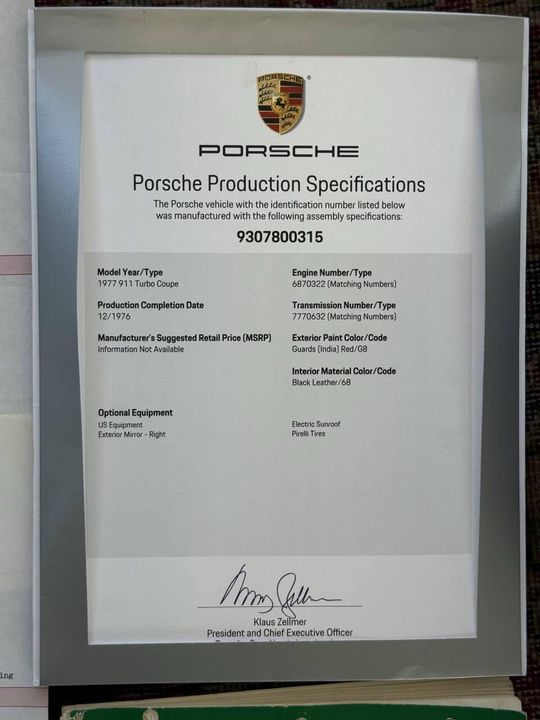 PORSCHE
PORSCHE
Porsche Production Specifications
The Porsche vehicle with the identification number listed below
was manufactured with the following assembly specifications:
9307800315
Model Year/Type
1977 911 Turbo Coupe
Production Completion Date
12/1976
Manufacturer's Suggested Retail Price (MSRP)
Information Not Available
Engine Number/Type
6870322 (Matching Numbers)
Transmission Number/Type
7770632 (Matching Numbers)
Exterior Paint Color/Code
Guards (India) Red/G8
Interior Material Color/Code
Black Leather/68
Optional Equipment
US Equipment
Exterior Mirror - Right
Electric Sunroof
Pirelli Tires
Klaus Zellmer
President and Chief Executive Officer